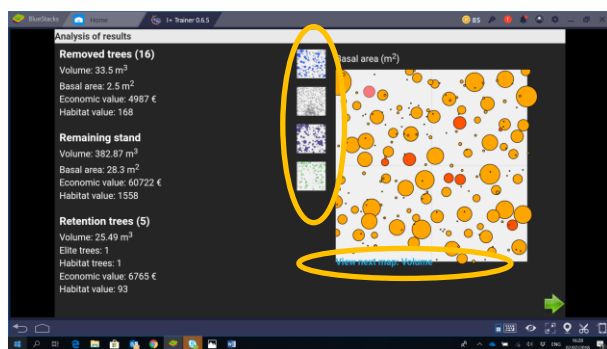 BlueStacks
Home
I+ Trainer 0.6.5
85
Analysis of results
Removed trees (16)
Volume: 33.5 m³
Basal area: 2.5 m²
Economic value: 4987 €
Habitat value: 168
Remaining stand
Volume: 382.87 m³
Basal area: 28.3 m²
Economic value: 60722 €
Habitat value: 1558
Retention trees (5)
Volume: 25.49 m³
Elite trees: 1
Habitat trees: 1
Economic value: 6765 €
Habitat value: 93
Basal area (m²)
View next map: Volume
ENG